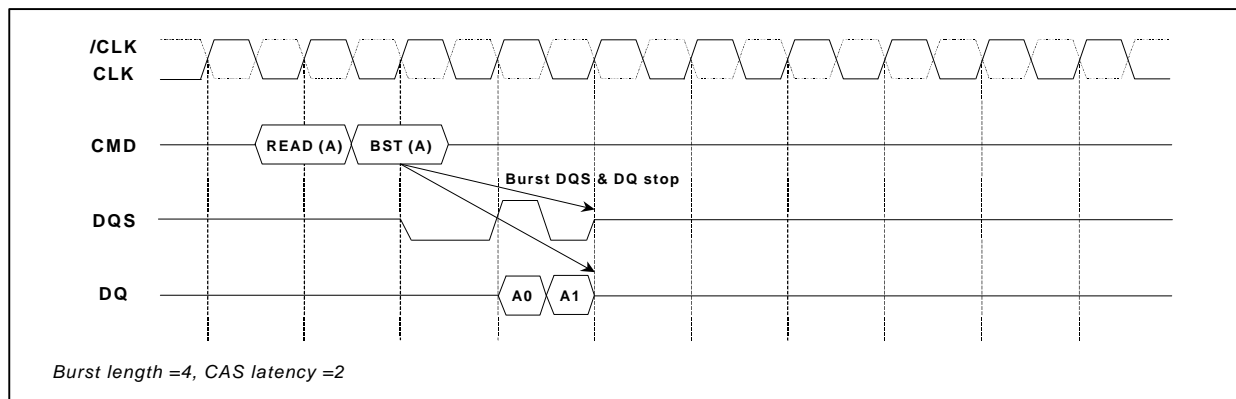 /CLK
CLK
CMD
READ (A)
BST (A)
Burst DQS & DQ stop
DQS
DQ
A0
A1
Burst length =4, CAS latency =2